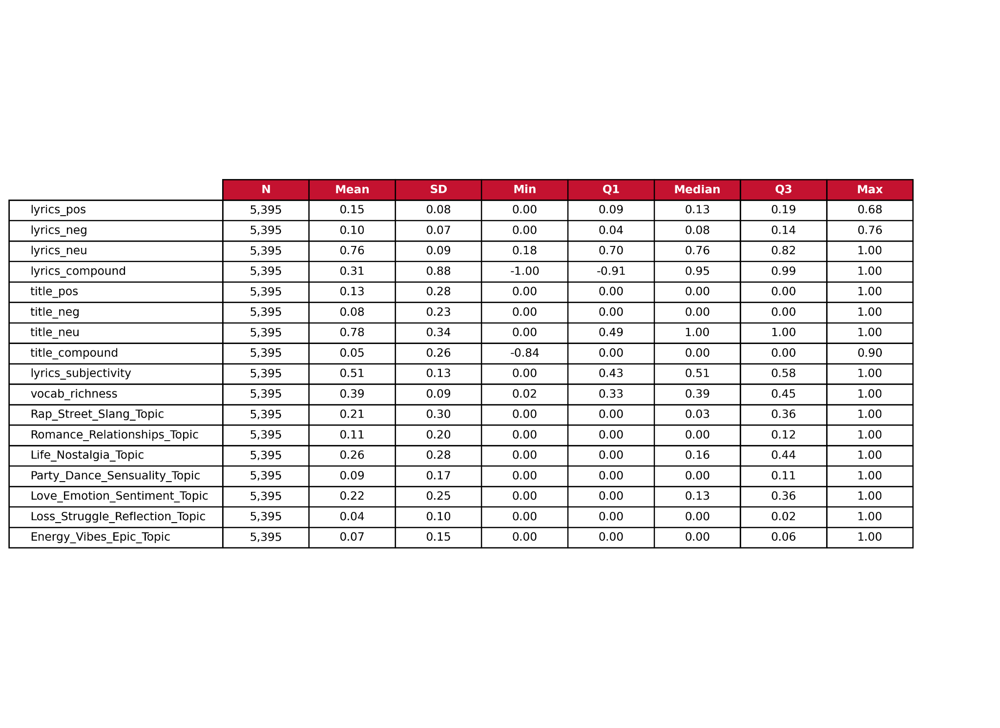 N Mean SD Min Q1 Median Q3 Max
lyrics_pos 5,395 0.15 0.08 0.00 0.09 0.13 0.19 0.68
lyrics_neg 5,395 0.10 0.07 0.00 0.04 0.08 0.14 0.76
lyrics_neu 5,395 0.76 0.09 0.18 0.70 0.76 0.82 1.00
lyrics_compound 5,395 0.31 0.88 -1.00 -0.91 0.95 0.99 1.00
title_pos 5,395 0.13 0.28 0.00 0.00 0.00 0.00 1.00
title_neg 5,395 0.08 0.23 0.00 0.00 0.00 0.00 1.00
title_neu 5,395 0.78 0.34 0.00 0.49 1.00 1.00 1.00
title_compound 5,395 0.05 0.26 -0.84 0.00 0.00 0.00 0.90
lyrics_subjectivity 5,395 0.51 0.13 0.00 0.43 0.51 0.58 1.00
vocab_richness 5,395 0.39 0.09 0.02 0.33 0.39 0.45 1.00
Rap_Street_Slang_Topic 5,395 0.21 0.30 0.00 0.00 0.03 0.36 1.00
Romance_Relationships_Topic 5,395 0.11 0.20 0.00 0.00 0.00 0.12 1.00
Life_Nostalgia_Topic 5,395 0.26 0.28 0.00 0.00 0.16 0.44 1.00
Party_Dance_Sensuality_Topic 5,395 0.09 0.17 0.00 0.00 0.00 0.11 1.00
Love_Emotion_Sentiment_Topic 5,395 0.22 0.25 0.00 0.00 0.13 0.36 1.00
Loss_Struggle_Reflection_Topic 5,395 0.04 0.10 0.00 0.00 0.00 0.02 1.00
Energy_Vibes_Epic_Topic 5,395 0.07 0.15 0.00 0.00 0.00 0.06 1.00